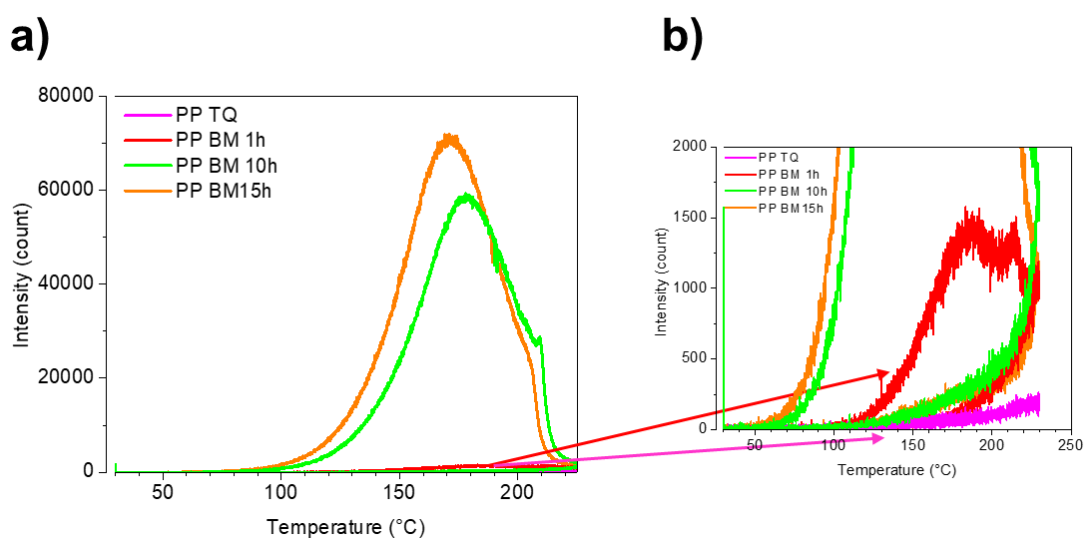 a)
80000
60000
40000
20000
0
Intensity (count)
PP TQ
PP BM 1h
PP BM 10h
PP BM15h
50
100
150
200
Temperature (°C)
b)
2000
1500
1000
500
0
Intensity (count)
PP TQ
PP BM 1h
PP BM 10h
PP BM 15h
50
100
150
200
250
Temperature (°C)